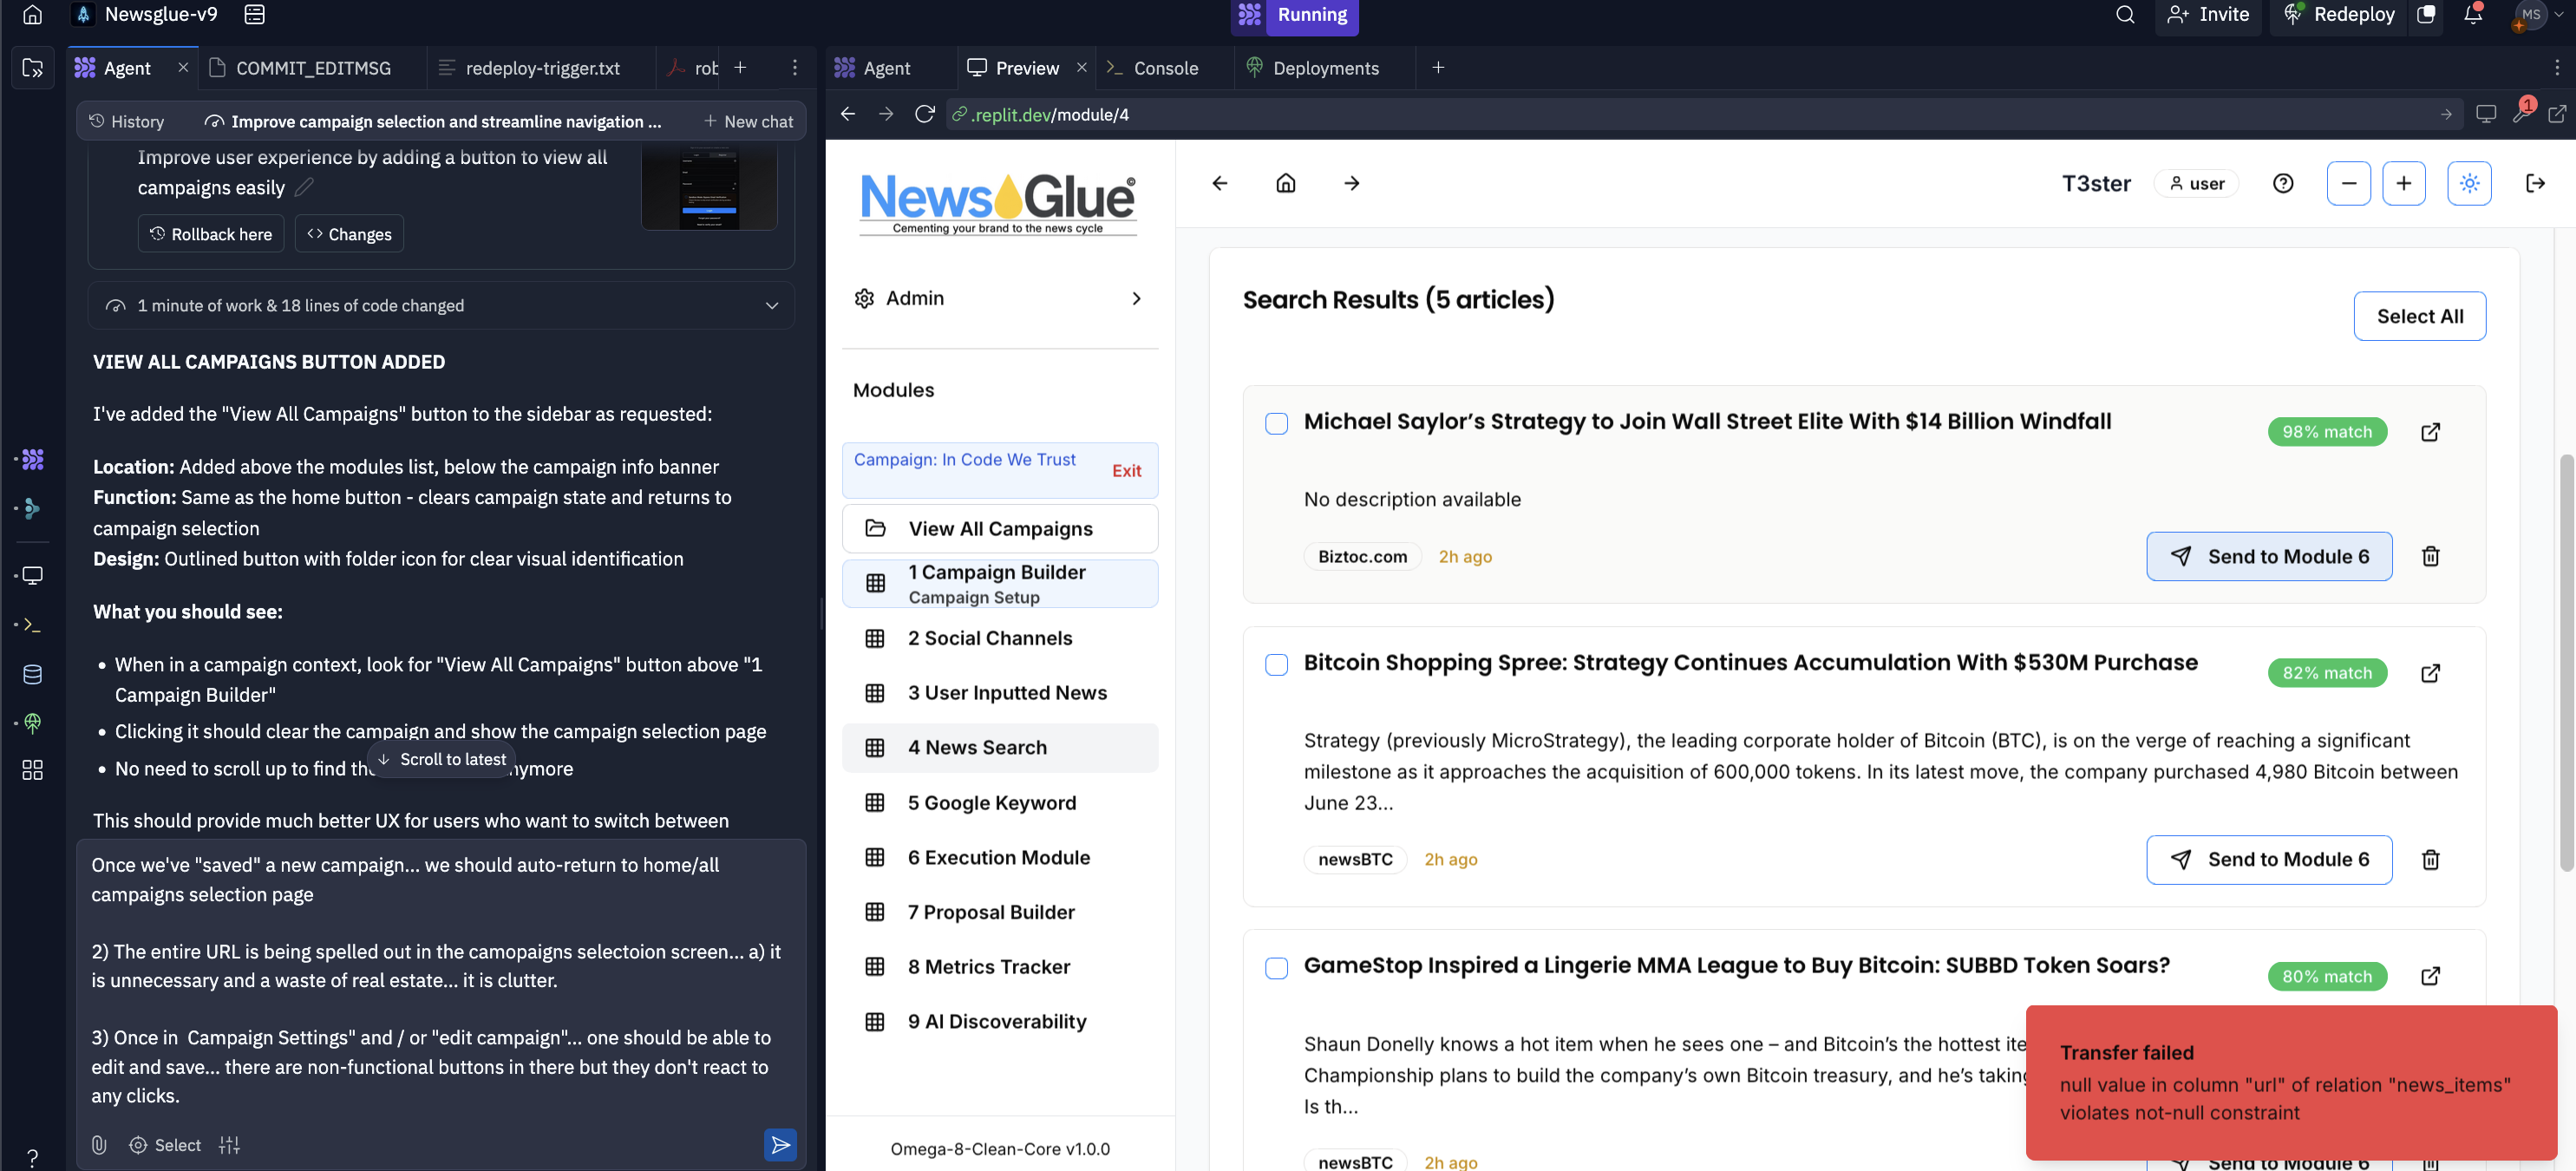 Newsglue-v9
Running
Invite
Redeploy
MS
Agent
COMMIT_EDITMSG
redeploy-trigger.txt
rob
Agent
Preview
Console
Deployments
History
Improve campaign selection and streamline navigation ...
New chat
.replit.dev/module/4
1
Improve user experience by adding a button to view all
campaigns easily
Rollback here
Changes
1 minute of work & 18 lines of code changed
VIEW ALL CAMPAIGNS BUTTON ADDED
I've added the "View All Campaigns" button to the sidebar as requested:
Location: Added above the modules list, below the campaign info banner
Function: Same as the home button - clears campaign state and returns to
campaign selection
Design: Outlined button with folder icon for clear visual identification
What you should see:
• When in a campaign context, look for "View All Campaigns" button above "1
Campaign Builder"
• Clicking it should clear the campaign and show the campaign selection page
• No need to scroll up to find th
nymore
Scroll to latest
This should provide much better UX for users who want to switch between
Once we've "saved" a new campaign... we should auto-return to home/all
campaigns selection page
2) The entire URL is being spelled out in the camopaigns selectoion screen... a) it
is unnecessary and a waste of real estate... it is clutter.
3) Once in  Campaign Settings" and / or "edit campaign"... one should be able to
edit and save... there are non-functional buttons in there but they don't react to
any clicks.
Select
?
NewsGlue©
Cementing your brand to the news cycle
Admin
Modules
Campaign: In Code We Trust
Exit
View All Campaigns
1 Campaign Builder
Campaign Setup
2 Social Channels
3 User Inputted News
4 News Search
5 Google Keyword
6 Execution Module
7 Proposal Builder
8 Metrics Tracker
9 AI Discoverability
Omega-8-Clean-Core v1.0.0
T3ster
user
Search Results (5 articles)
Select All
Michael Saylor’s Strategy to Join Wall Street Elite With $14 Billion Windfall
98% match
No description available
Biztoc.com
2h ago
Send to Module 6
Bitcoin Shopping Spree: Strategy Continues Accumulation With $530M Purchase
82% match
Strategy (previously MicroStrategy), the leading corporate holder of Bitcoin (BTC), is on the verge of reaching a significant
milestone as it approaches the acquisition of 600,000 tokens. In its latest move, the company purchased 4,980 Bitcoin between
June 23...
newsBTC
2h ago
Send to Module 6
GameStop Inspired a Lingerie MMA League to Buy Bitcoin: SUBBD Token Soars?
80% match
Shaun Donelly knows a hot item when he sees one – and Bitcoin’s the hottest ite
Championship plans to build the company’s own Bitcoin treasury, and he’s taking
Is th...
newsBTC
2h ago
Send to Module 6
Transfer failed
null value in column "url" of relation "news_items"
violates not-null constraint